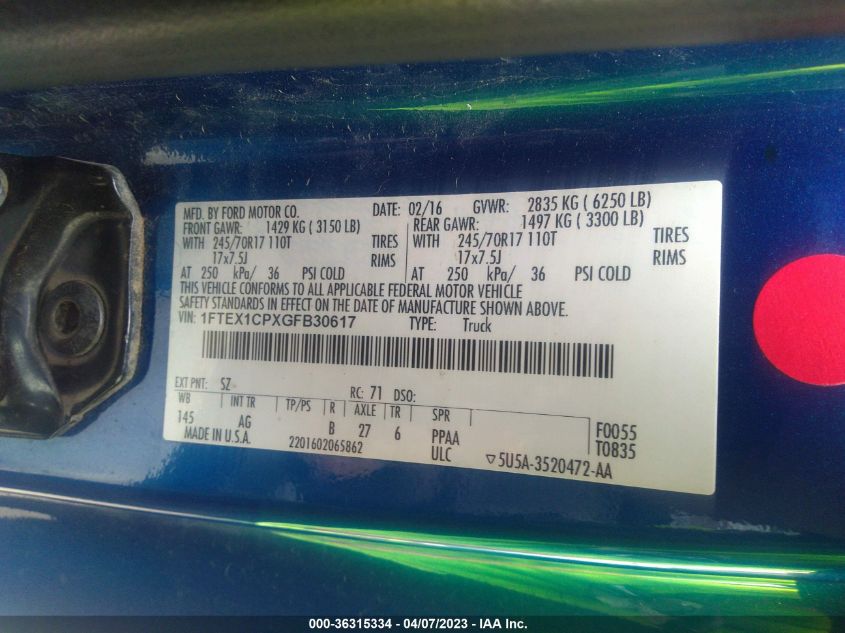 MFD. BY FORD MOTOR CO. DATE: 02/16 GVWR: 2835 KG ( 6250 LB)
FRONT GAWR: 1429 KG ( 3150 LB) REAR GAWR: 1497 KG ( 3300 LB)
WITH 245/70R17 110T TIRES WITH 245/70R17 110T TIRES
17x7.5J RIMS 17x7.5J RIMS
AT 250 kPa/ 36 PSI COLD AT 250 kPa/ 36 PSI COLD
THIS VEHICLE CONFORMS TO ALL APPLICABLE FEDERAL MOTOR VEHICLE
SAFETY STANDARDS IN EFFECT ON THE DATE OF MANUFACTURE SHOWN ABOVE.
VIN: 1FTEX1CPXGFB30617 TYPE: Truck
EXT PNT: SZ RC: 71 DSO:
WB INT TR TP/PS R AXLE TR SPR
145 AG B 27 6 PPAA F0055
MADE IN U.S.A. 2201602065862 ULC T0835
▽5U5A-3520472-AA
000-36315334 - 04/07/2023 - IAA Inc.